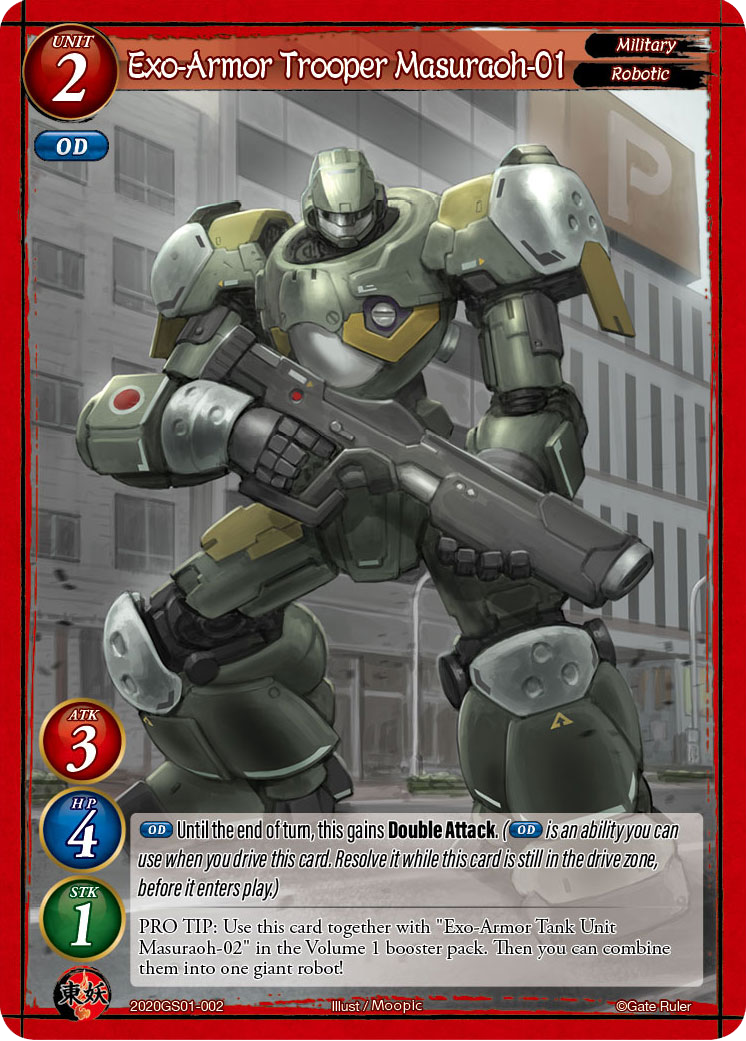 UNIT
2
Exo-Armor Trooper Masuraoh-01
Military
Robotic
OD
P
ATK
3
HP
4
STK
1
OD Until the end of turn, this gains Double Attack. (OD is an ability you can
use when you drive this card. Resolve it while this card is still in the drive zone,
before it enters play.)
PRO TIP: Use this card together with "Exo-Armor Tank Unit
Masuraoh-02" in the Volume 1 booster pack. Then you can combine
them into one giant robot!
東妖
2020GS01-002
Illust / Moopic
©Gate Ruler